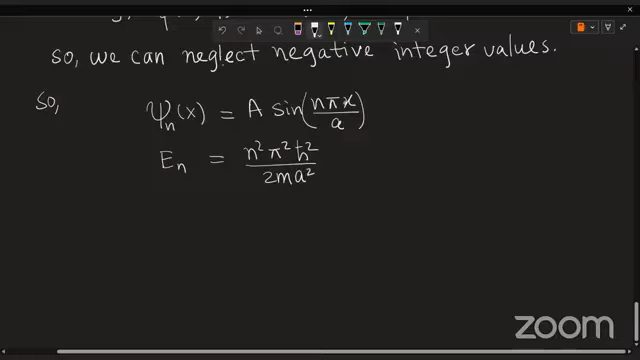 so, we can neglect negative integer values.
So,
Ψn(x) = A sin(nπx/a)
En = n²π²ħ²/2ma²
zoom